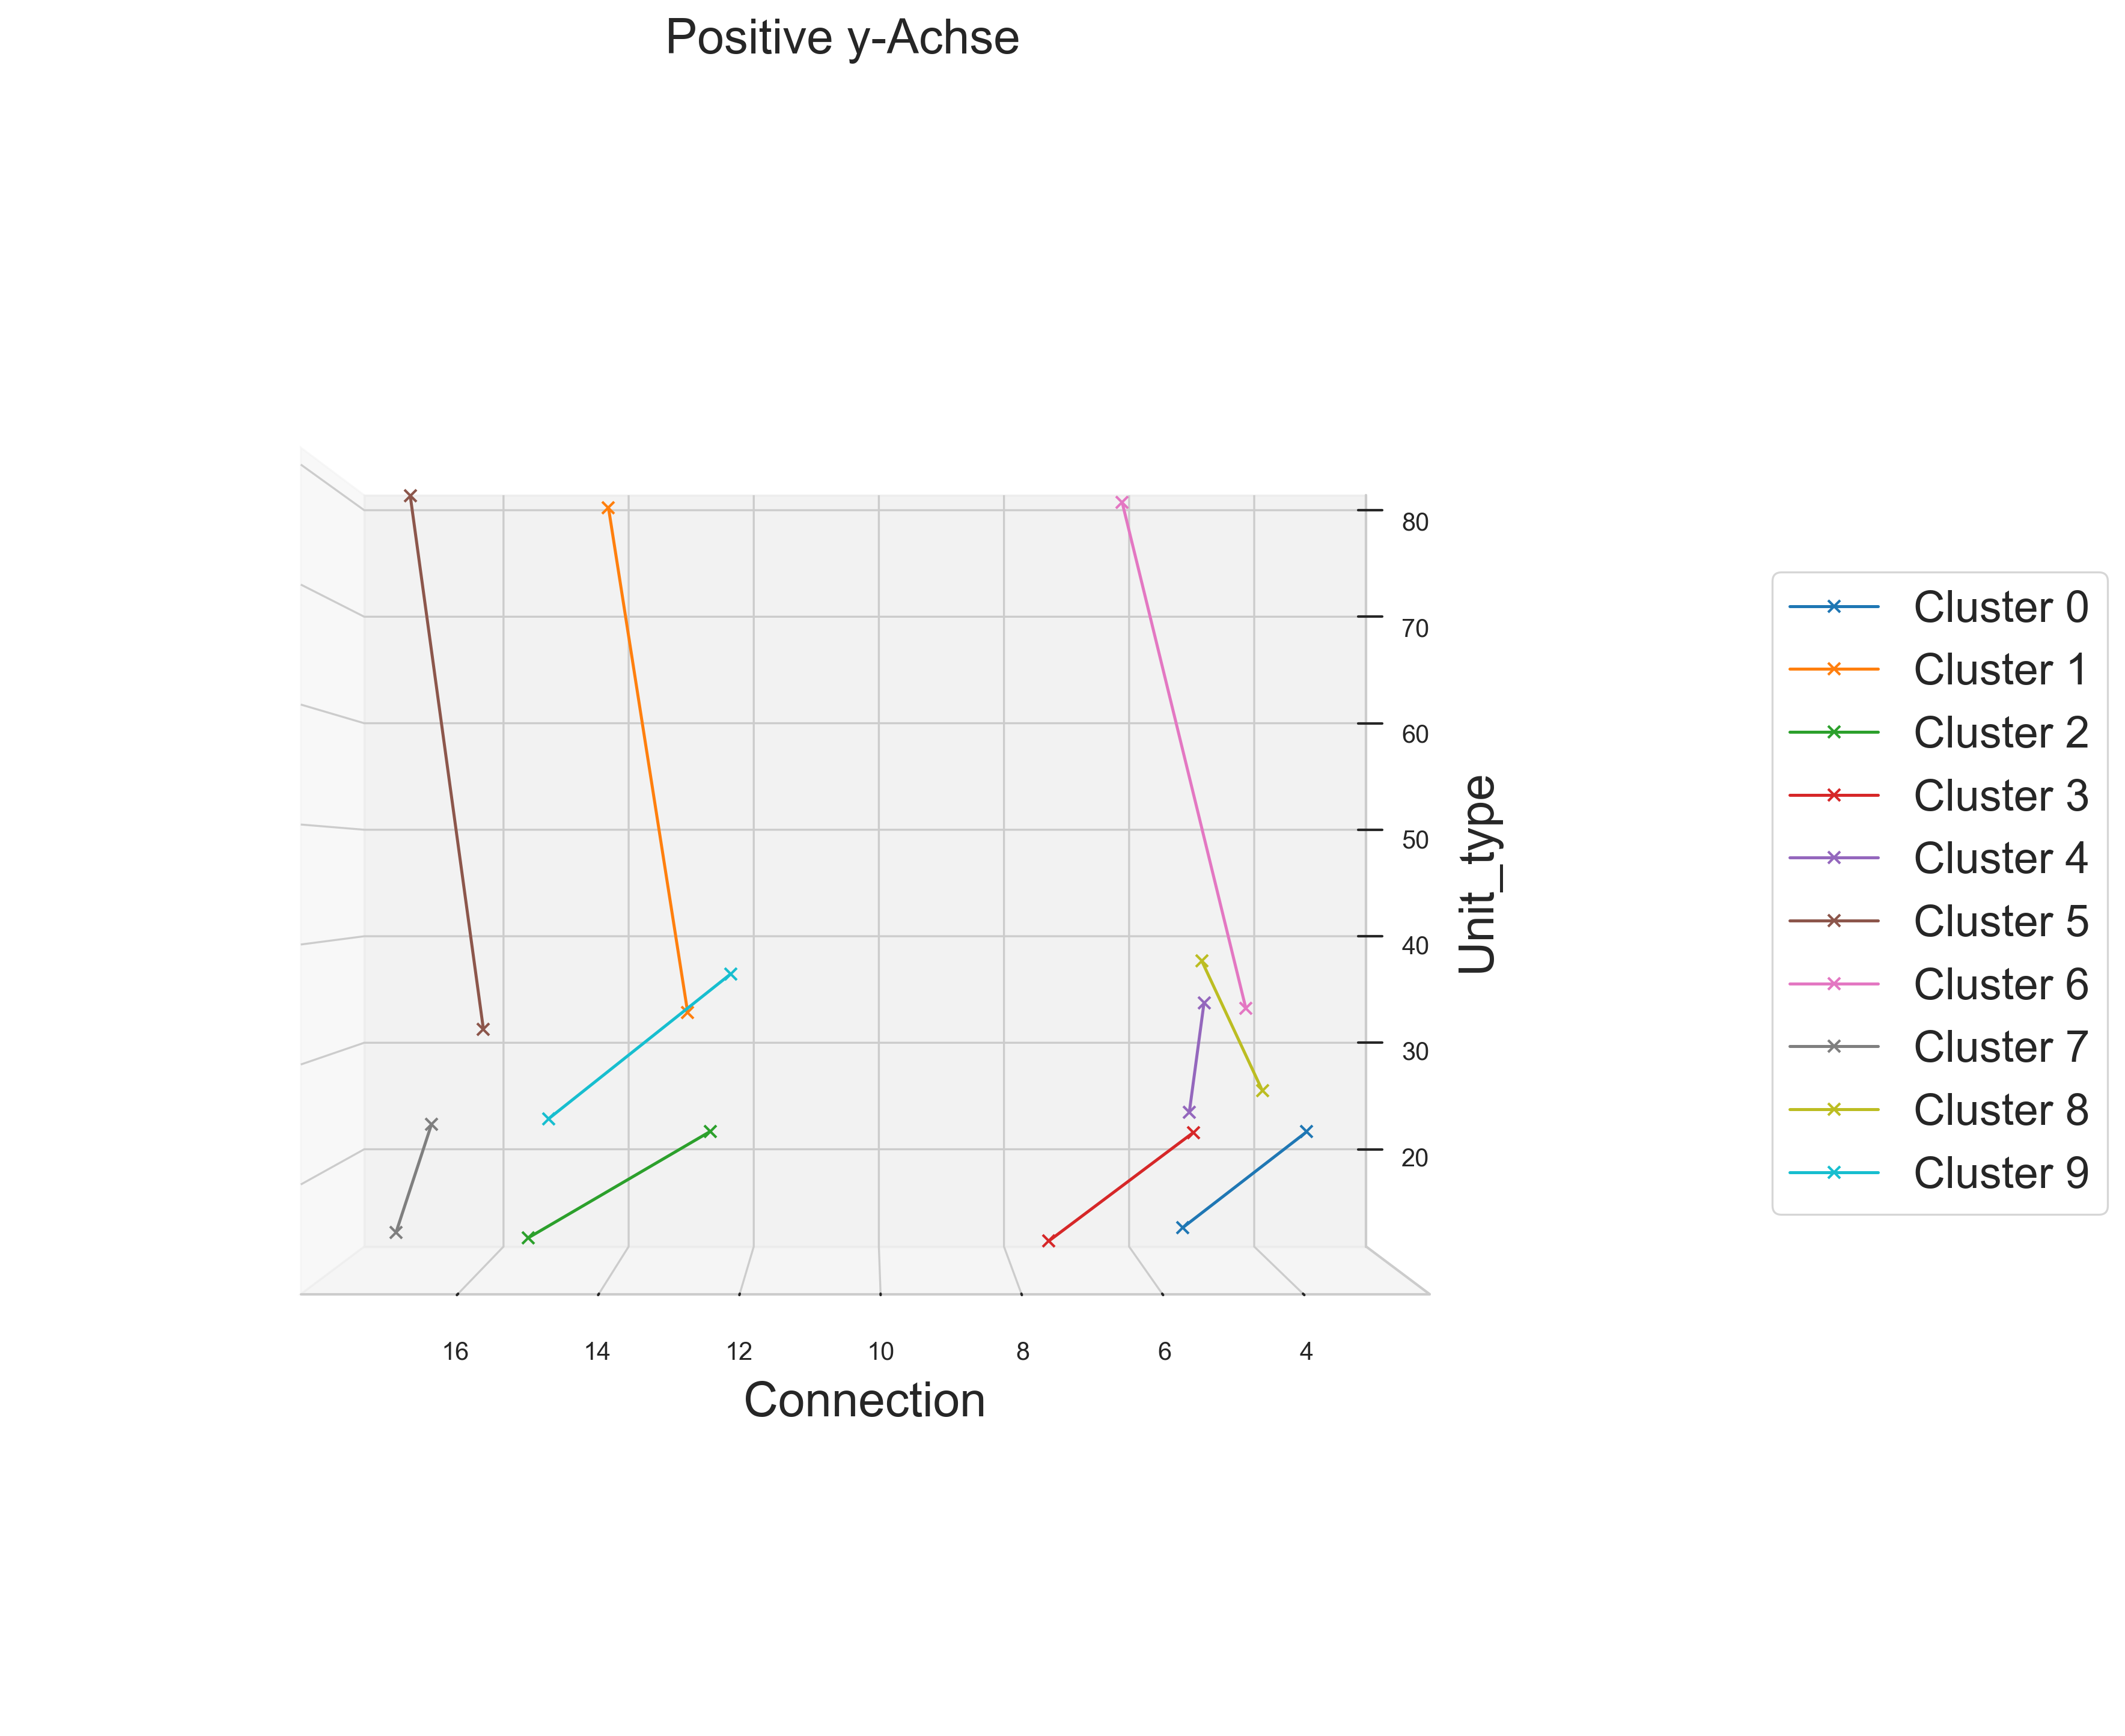 Positive y-Achse
80
70
60
50
40
30
20
Unit_type
16 14 12 10 8 6 4
Connection
Cluster 0
Cluster 1
Cluster 2
Cluster 3
Cluster 4
Cluster 5
Cluster 6
Cluster 7
Cluster 8
Cluster 9